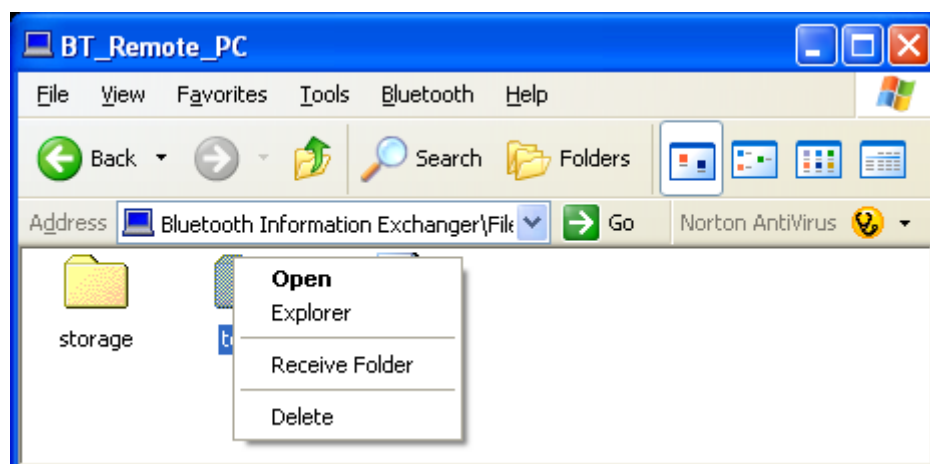 BT_Remote_PC
File View Favorites Tools Bluetooth Help
Back Search Folders
Address Bluetooth Information Exchanger\File Go Norton AntiVirus
Open
Explorer
storage
Receive Folder
Delete